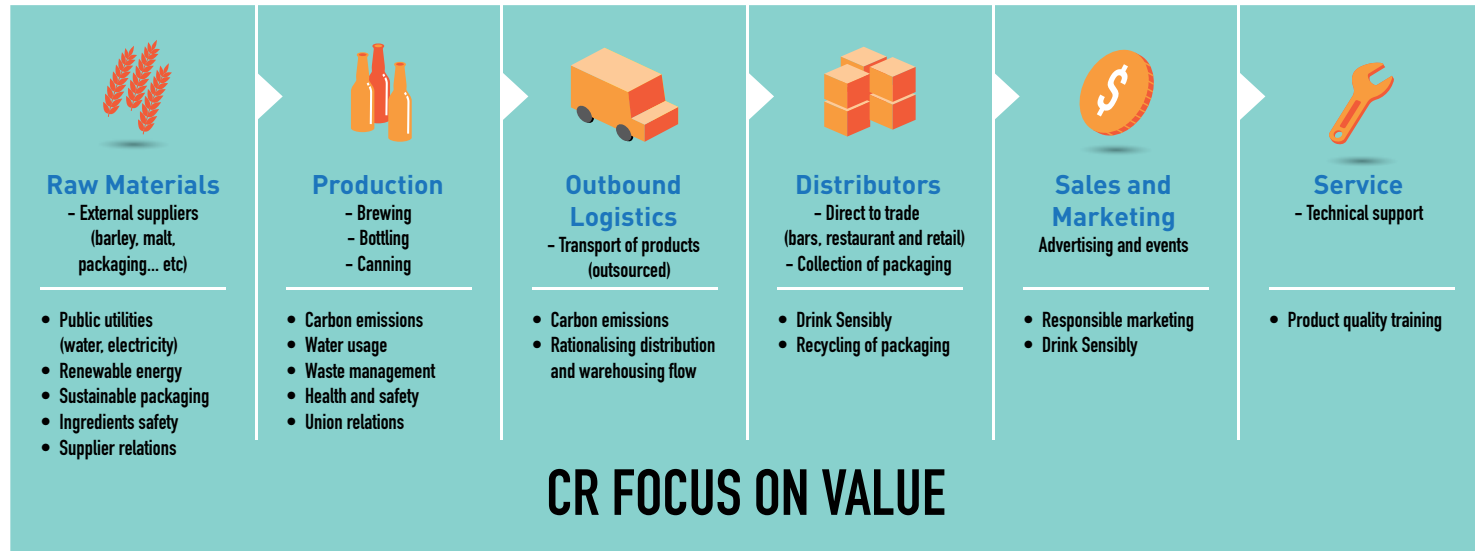 Raw Materials
- External suppliers
(barley, malt,
packaging... etc)
• Public utilities
(water, electricity)
• Renewable energy
• Sustainable packaging
• Ingredients safety
• Supplier relations
Production
- Brewing
- Bottling
- Canning
• Carbon emissions
• Water usage
• Waste management
• Health and safety
• Union relations
Outbound
Logistics
- Transport of products
(outsourced)
• Carbon emissions
• Rationalising distribution
and warehousing flow
Distributors
- Direct to trade
(bars, restaurant and retail)
- Collection of packaging
• Drink Sensibly
• Recycling of packaging
$
Sales and
Marketing
Advertising and events
• Responsible marketing
• Drink Sensibly
Service
- Technical support
• Product quality training
CR FOCUS ON VALUE